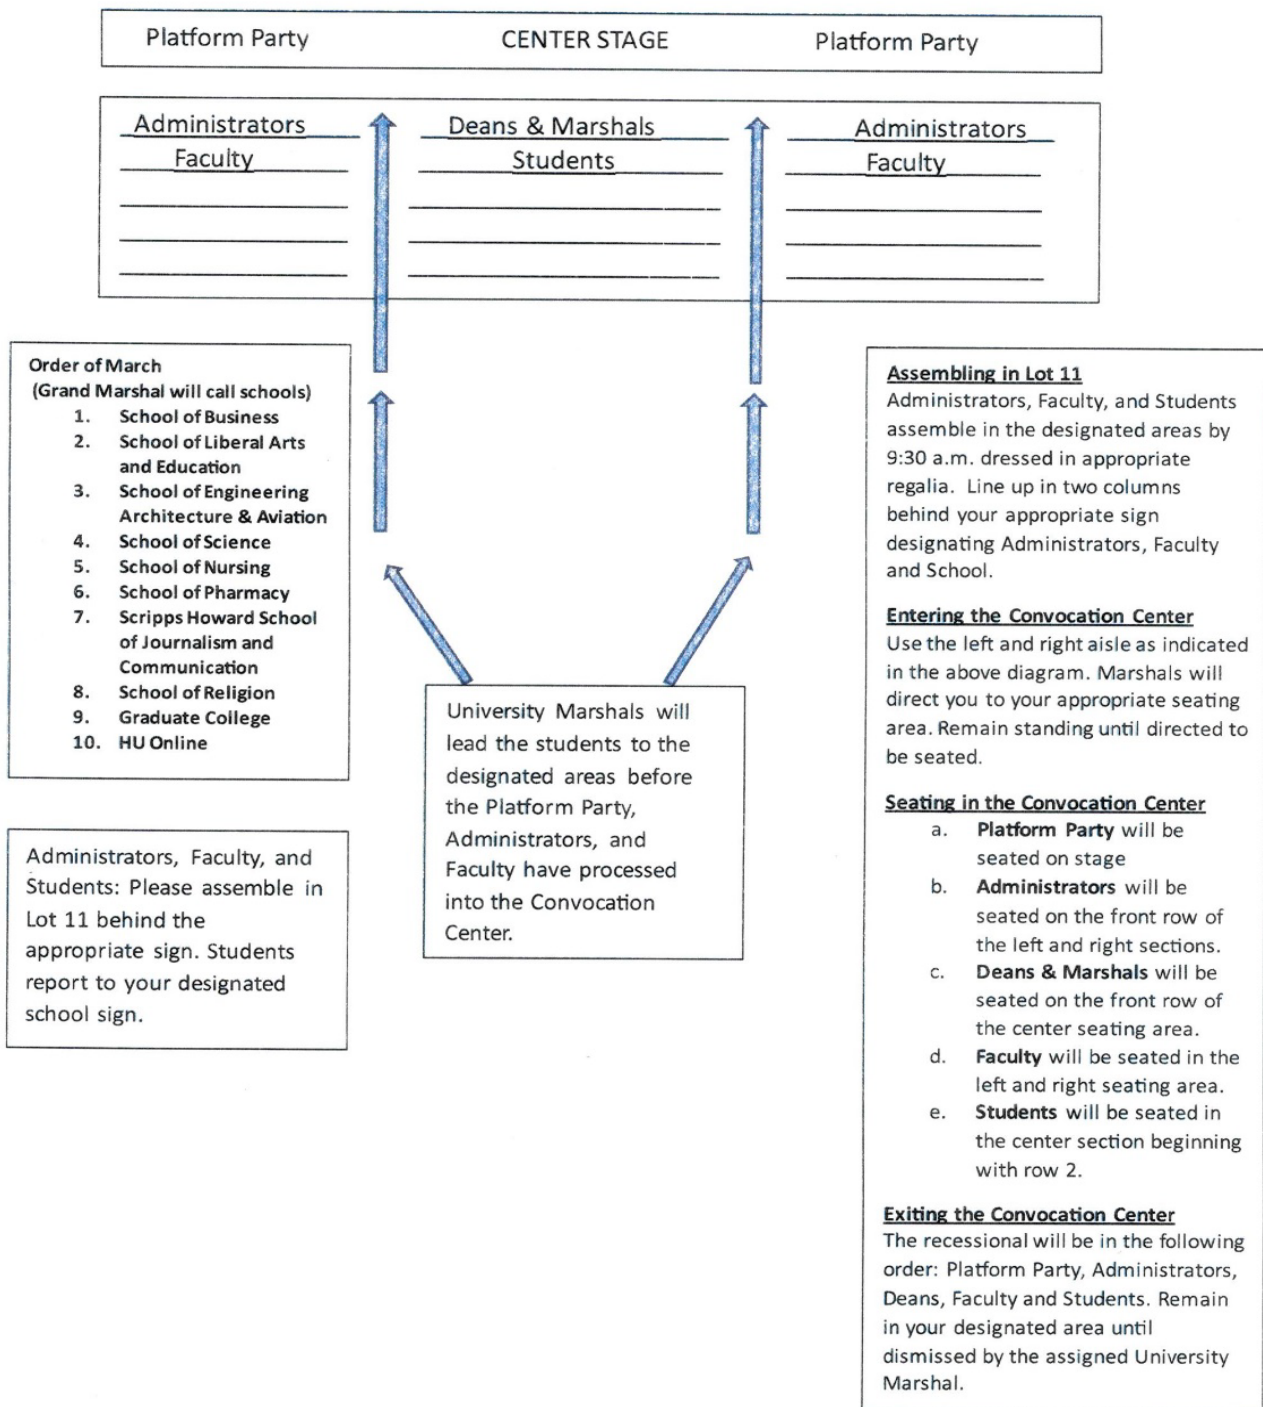 Platform Party CENTER STAGE Platform Party
Administrators Deans & Marshals Administrators
Faculty Students Faculty
Order of March
(Grand Marshal will call schools)
1. School of Business
2. School of Liberal Arts
and Education
3. School of Engineering
Architecture & Aviation
4. School of Science
5. School of Nursing
6. School of Pharmacy
7. Scripps Howard School
of Journalism and
Communication
8. School of Religion
9. Graduate College
10. HU Online
Administrators, Faculty, and
Students: Please assemble in
Lot 11 behind the
appropriate sign. Students
report to your designated
school sign.
University Marshals will
lead the students to the
designated areas before
the Platform Party,
Administrators, and
Faculty have processed
into the Convocation
Center.
Assembling in Lot 11
Administrators, Faculty, and Students
assemble in the designated areas by
9:30 a.m. dressed in appropriate
regalia. Line up in two columns
behind your appropriate sign
designating Administrators, Faculty
and School.
Entering the Convocation Center
Use the left and right aisle as indicated
in the above diagram. Marshals will
direct you to your appropriate seating
area. Remain standing until directed to
be seated.
Seating in the Convocation Center
a. Platform Party will be
seated on stage
b. Administrators will be
seated on the front row of
the left and right sections.
c. Deans & Marshals will be
seated on the front row of
the center seating area.
d. Faculty will be seated in the
left and right seating area.
e. Students will be seated in
the center section beginning
with row 2.
Exiting the Convocation Center
The recessional will be in the following
order: Platform Party, Administrators,
Deans, Faculty and Students. Remain
in your designated area until
dismissed by the assigned University
Marshal.